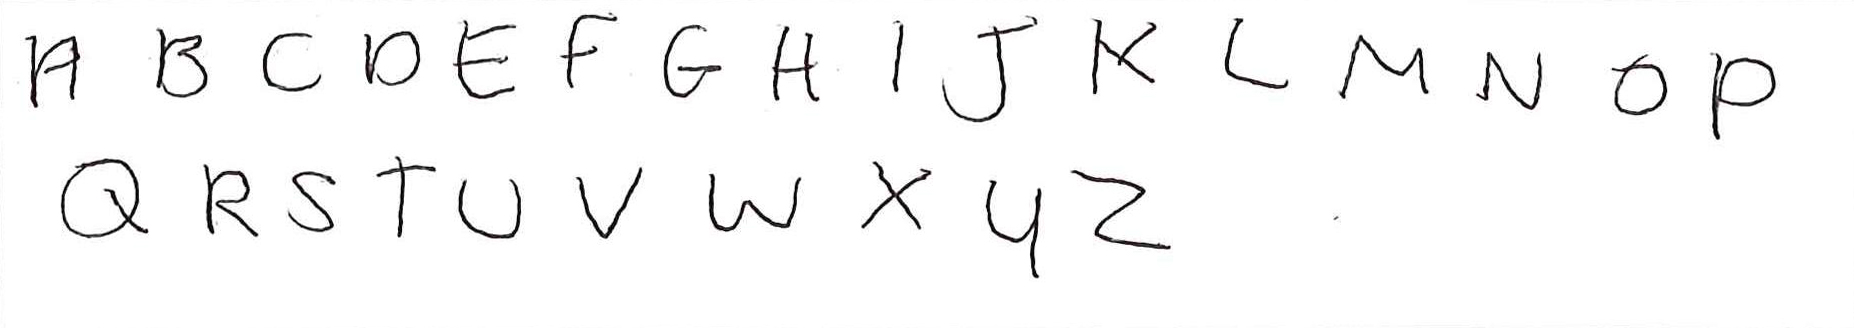 A B C D E F G H I J K L M N O P
Q R S T U V W X Y Z